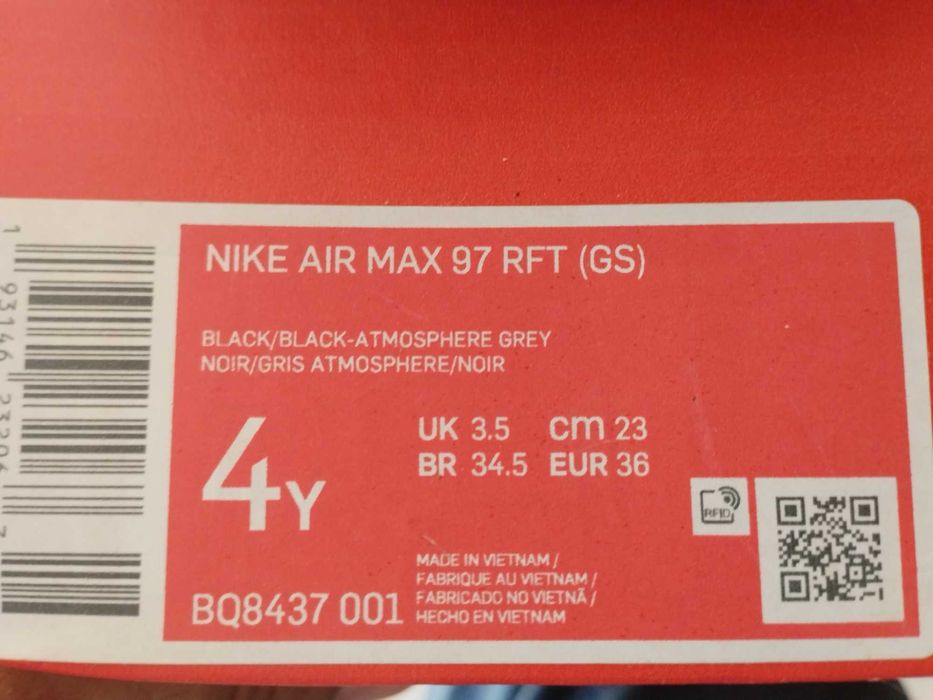 NIKE AIR MAX 97 RFT (GS)
BLACK/BLACK-ATMOSPHERE GREY
NOIR/GRIS ATMOSPHERE/NOIR
4Y
UK 3.5 cm 23
BR 34.5 EUR 36
RFID
MADE IN VIETNAM /
FABRIQUE AU VIETNAM /
FABRICADO NO VIETNÃ /
HECHO EN VIETNAM
BQ8437 001